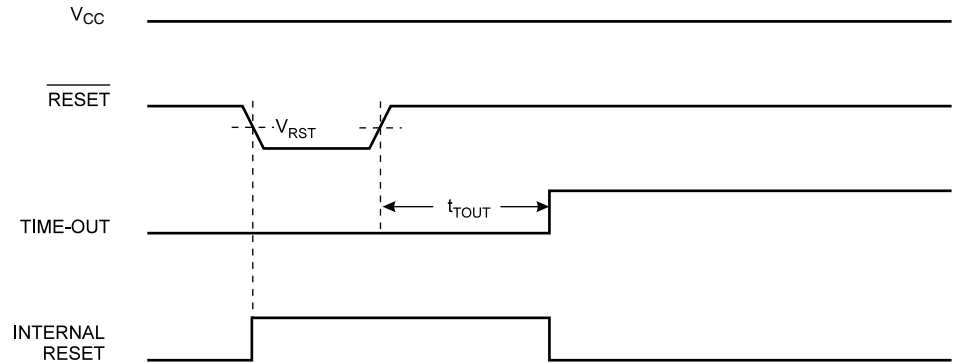 VCC
RESET
VRST
tTOUT
TIME-OUT
INTERNAL
RESET